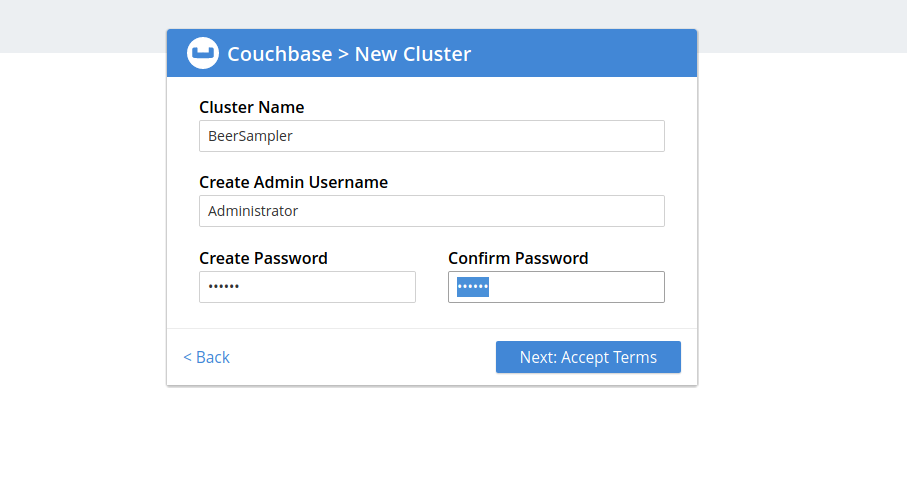 Couchbase > New Cluster
Cluster Name
BeerSampler
Create Admin Username
Administrator
Create Password Confirm Password
•••••• ••••••
< Back Next: Accept Terms